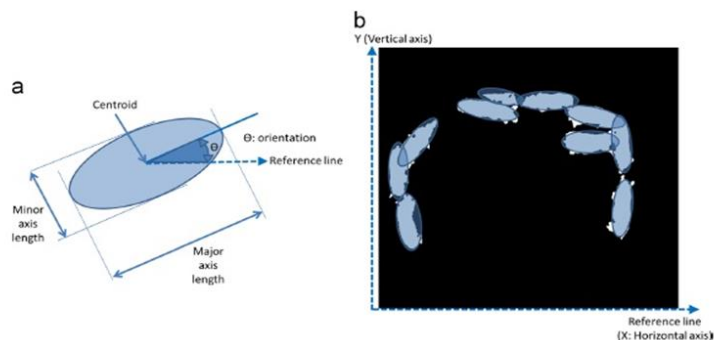 a
Centroid
Θ: orientation
Θ
Reference line
Minor
axis
length
Major
axis
length
b
Y (Vertical axis)
Reference line
(X: Horizontal axis)